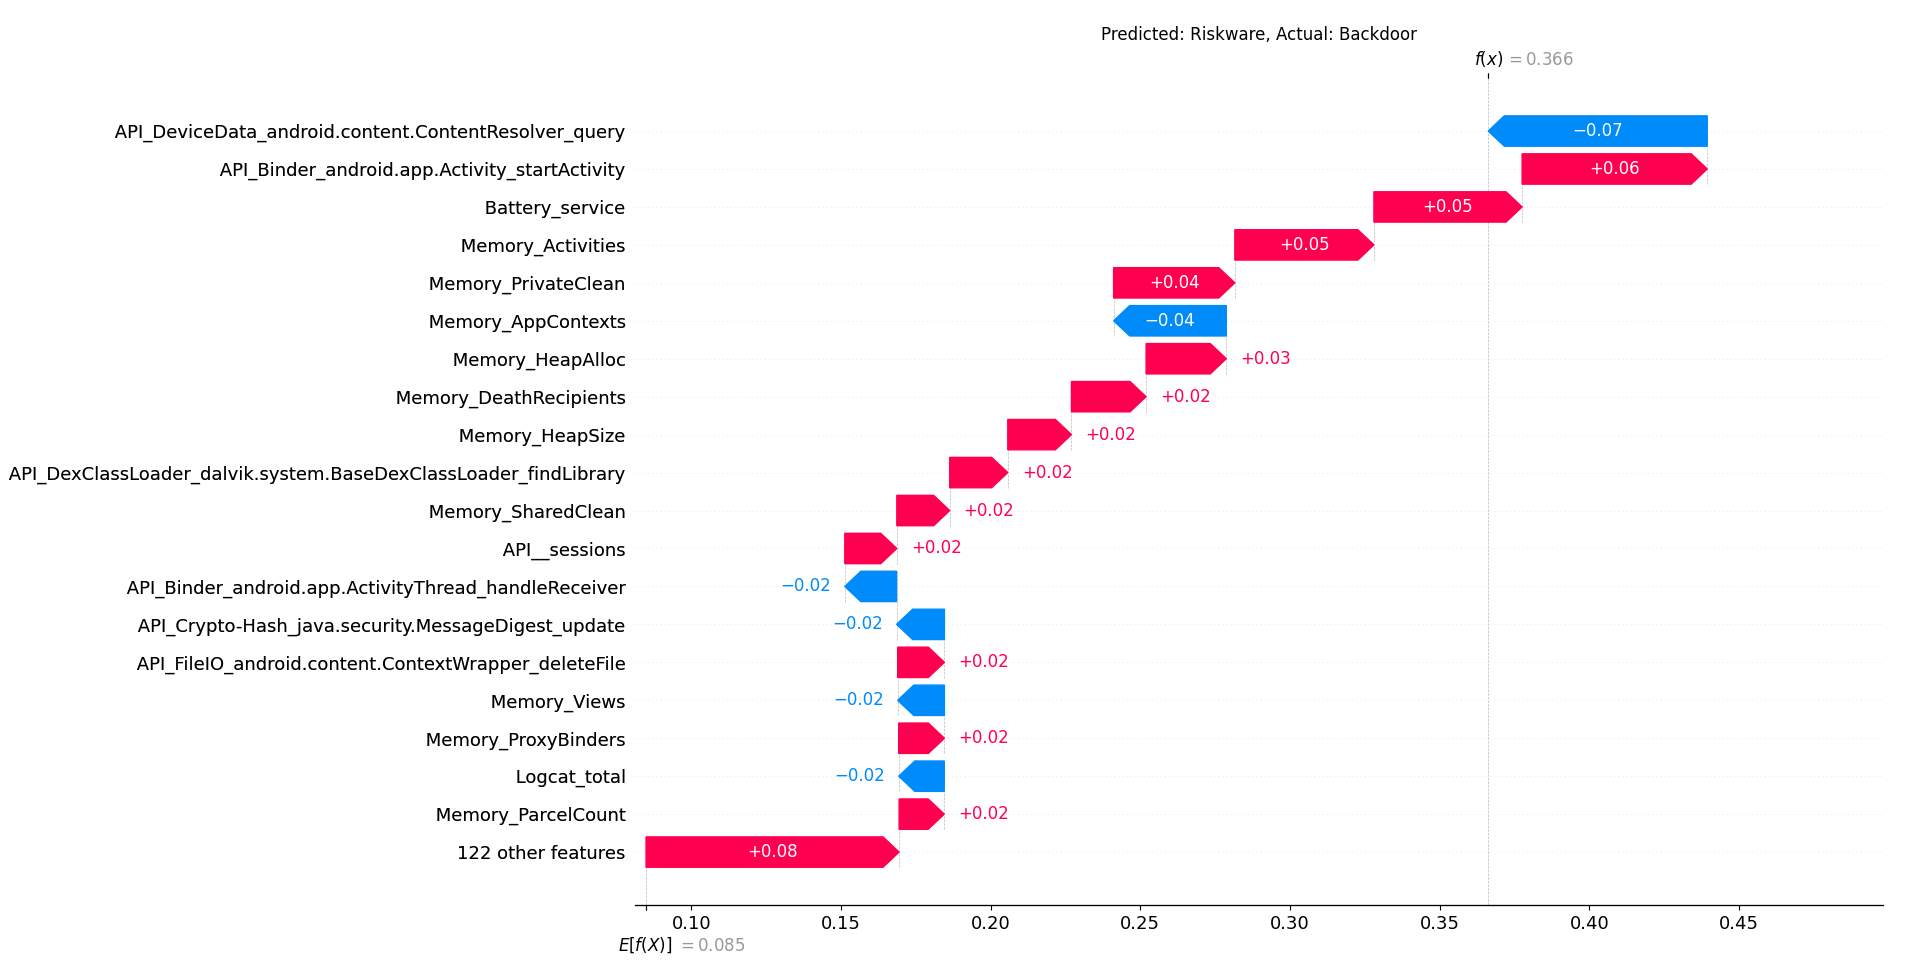 Predicted: Riskware, Actual: Backdoor
f(x) = 0.366
API_DeviceData_android.content.ContentResolver_query −0.07
API_Binder_android.app.Activity_startActivity +0.06
Battery_service +0.05
Memory_Activities +0.05
Memory_PrivateClean +0.04
Memory_AppContexts −0.04
Memory_HeapAlloc +0.03
Memory_DeathRecipients +0.02
Memory_HeapSize +0.02
API_DexClassLoader_dalvik.system.BaseDexClassLoader_findLibrary +0.02
Memory_SharedClean +0.02
API__sessions +0.02
API_Binder_android.app.ActivityThread_handleReceiver −0.02
API_Crypto-Hash_java.security.MessageDigest_update −0.02
API_FileIO_android.content.ContextWrapper_deleteFile +0.02
Memory_Views −0.02
Memory_ProxyBinders +0.02
Logcat_total −0.02
Memory_ParcelCount +0.02
122 other features +0.08
0.10 0.15 0.20 0.25 0.30 0.35 0.40 0.45
E[f(X)] = 0.085